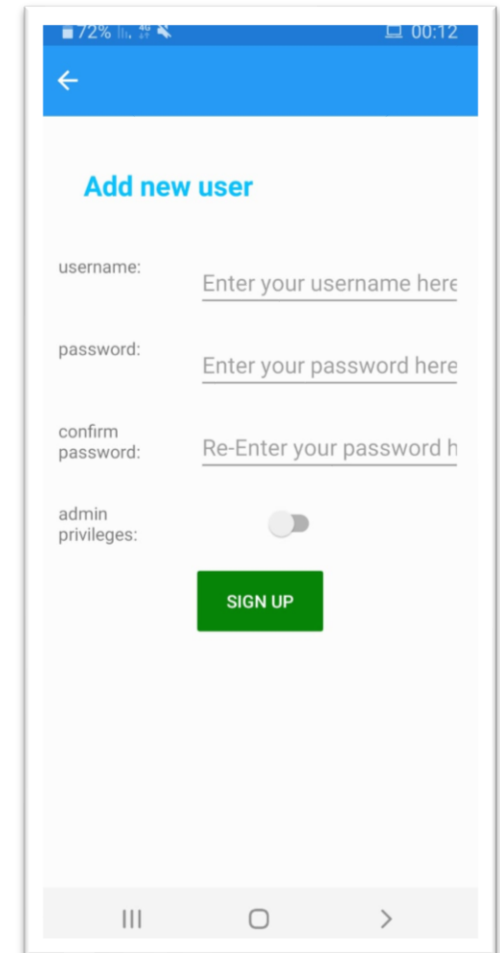 72% 4G 00:12
Add new user
username:
Enter your username here
password:
Enter your password here
confirm
password:
Re-Enter your password h
admin
privileges:
SIGN UP